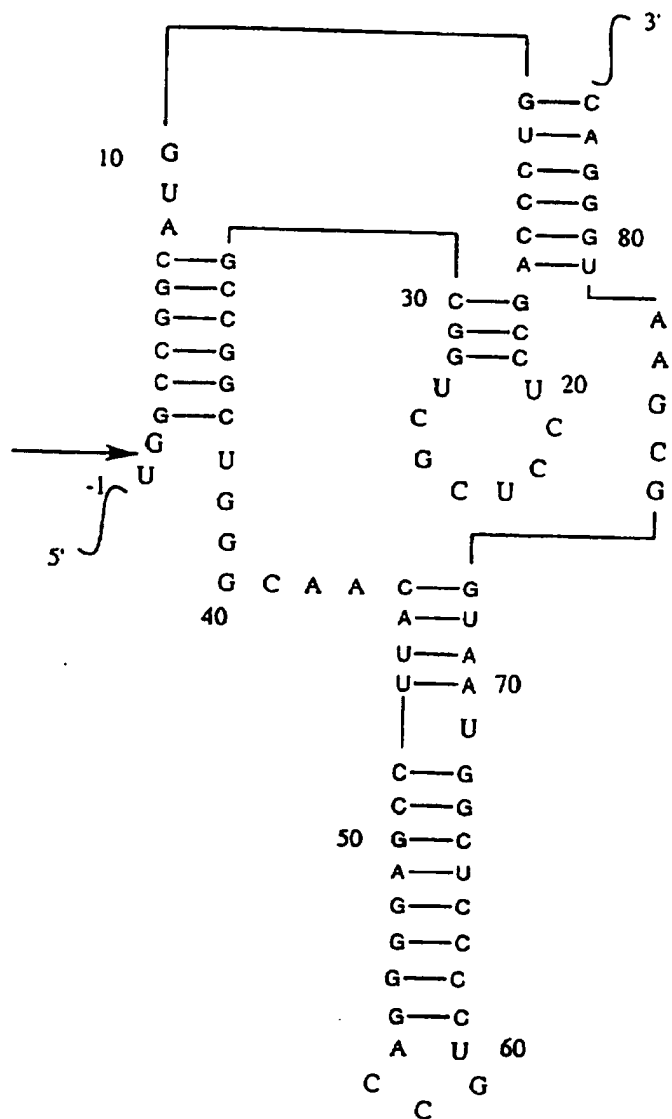 3'
G C
U A
10 G
C G
U
C G
A C G 80
C G A U
G C 30 C G
A
G C G C
C G G C A
C G U U 20 G
G C C C C
G U G C
-1 U G C U G
5' G
G C A A C G
40 A U
U A
U A 70
U
C G
C G
50 G C
A U
G C
G C
G C
G C
A U 60
C C G